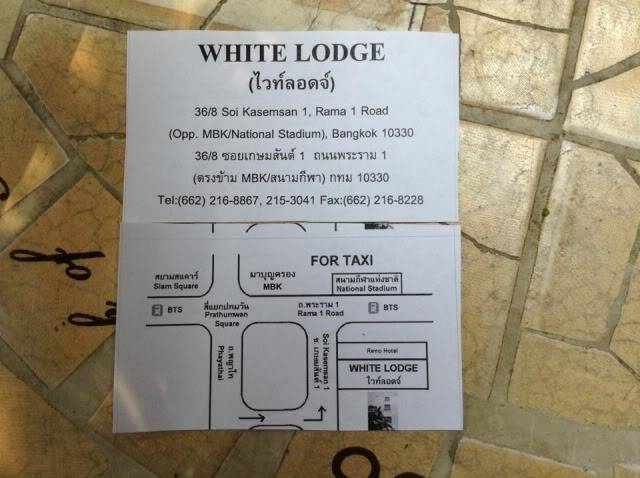 WHITE LODGE
(ไวท์ลอดจ์)
36/8 Soi Kasemsan 1, Rama 1 Road
(Opp. MBK/National Stadium), Bangkok 10330
36/8 ซอยเกษมสันต์ 1 ถนนพระราม 1
(ตรงข้าม MBK/สนามกีฬา) กทม 10330
Tel:(662) 216-8867, 215-3041 Fax:(662) 216-8228
FOR TAXI
สยามสแควร์
Siam Square
มาบุญครอง
MBK
สนามกีฬาแห่งชาติ
National Stadium
BTS
สี่แยกปทุมวัน
Prathumwan
Square
ถ.พระราม 1
Rama 1 Road
BTS
ถ.พญาไท
Phayathai
Soi Kasemsan 1
ซ. เกษมสันต์ 1
Reno Hotel
WHITE LODGE
ไวท์ลอดจ์
of